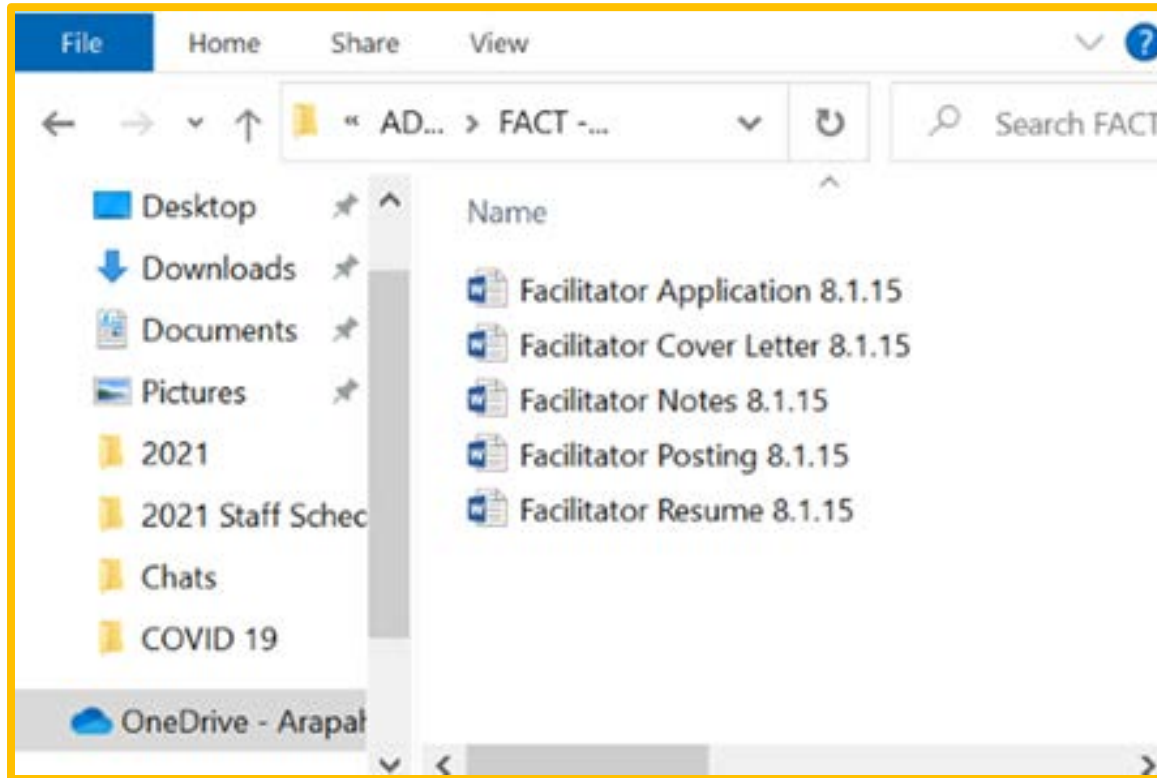 File Home Share View ?
« AD... > FACT -... Search FACT
Desktop
Downloads
Documents
Pictures
2021
2021 Staff Sched
Chats
COVID 19
OneDrive - Arapah
Name
Facilitator Application 8.1.15
Facilitator Cover Letter 8.1.15
Facilitator Notes 8.1.15
Facilitator Posting 8.1.15
Facilitator Resume 8.1.15